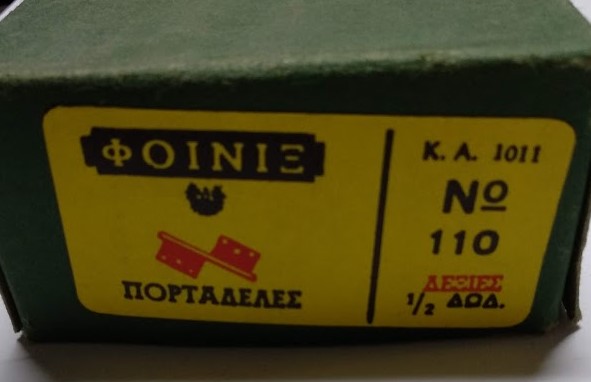 ΦΟΙΝΙΞ
ΠΟΡΤΑΔΕΛΕΣ
Κ. Α. 1011
Nº
110
ΔΕΞΙΕΣ
1/2 ΔΩΔ.